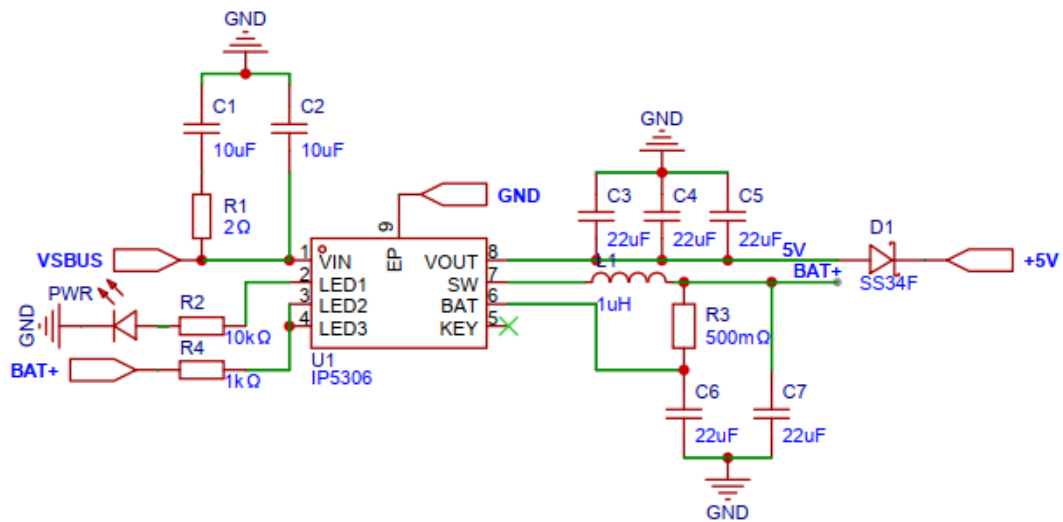 GND
C1
C2
10uF
10uF
R1
2Ω
VSBUS
GND
GND
C3
C4
C5
22uF
22uF
22uF
5V
D1
+5V
SS34F
BAT+
9
EP
1
VIN
2
LED1
3
LED2
4
LED3
VOUT
8
SW
7
BAT
6
KEY
5
U1
IP5306
L1
1uH
PWR
GND
R2
10kΩ
BAT+
R4
1kΩ
R3
500mΩ
C6
C7
22uF
22uF
GND